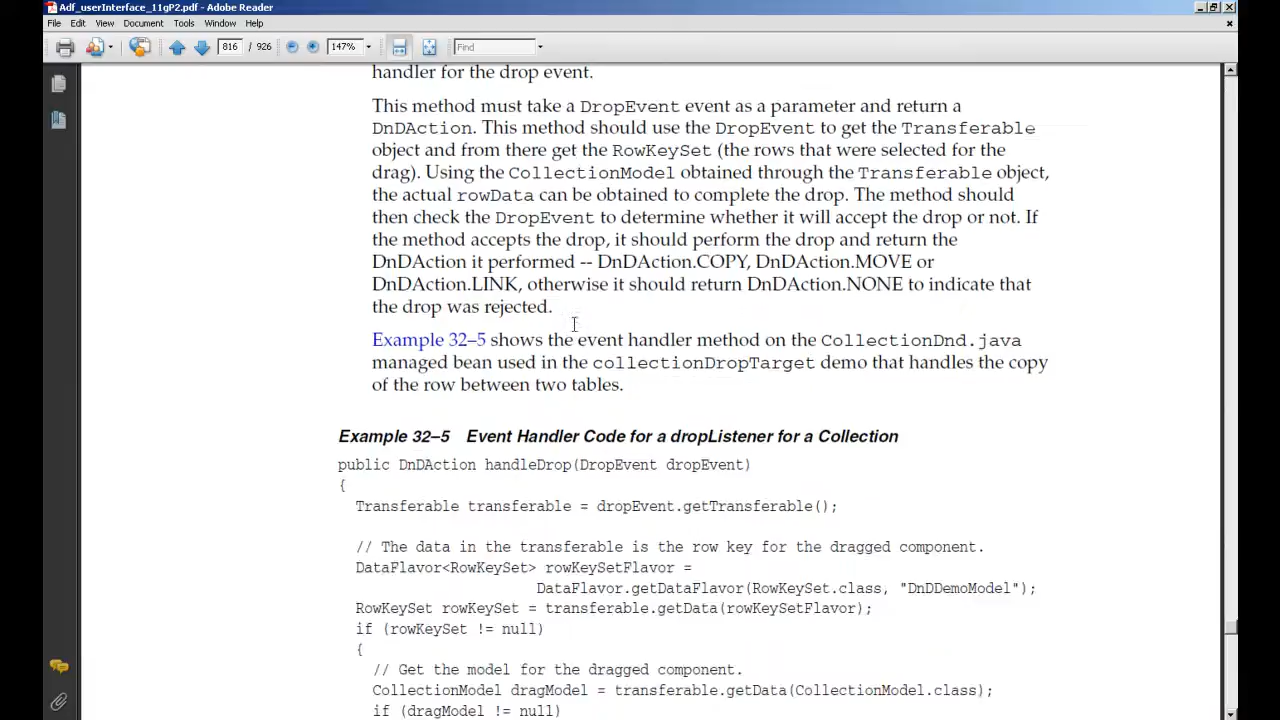 Adf_userInterface_11gP2.pdf - Adobe Reader
File Edit View Document Tools Window Help
816 / 926 147% Find
handler for the drop event.
This method must take a DropEvent event as a parameter and return a
DnDAction. This method should use the DropEvent to get the Transferable
object and from there get the RowKeySet (the rows that were selected for the
drag). Using the CollectionModel obtained through the Transferable object,
the actual rowData can be obtained to complete the drop. The method should
then check the DropEvent to determine whether it will accept the drop or not. If
the method accepts the drop, it should perform the drop and return the
DnDAction it performed -- DnDAction.COPY, DnDAction.MOVE or
DnDAction.LINK, otherwise it should return DnDAction.NONE to indicate that
the drop was rejected.
Example 32–5 shows the event handler method on the CollectionDnd.java
managed bean used in the collectionDropTarget demo that handles the copy
of the row between two tables.
Example 32–5 Event Handler Code for a dropListener for a Collection
public DnDAction handleDrop(DropEvent dropEvent)
{
Transferable transferable = dropEvent.getTransferable();
// The data in the transferable is the row key for the dragged component.
DataFlavor<RowKeySet> rowKeySetFlavor =
DataFlavor.getDataFlavor(RowKeySet.class, "DnDDemoModel");
RowKeySet rowKeySet = transferable.getData(rowKeySetFlavor);
if (rowKeySet != null)
{
// Get the model for the dragged component.
CollectionModel dragModel = transferable.getData(CollectionModel.class);
if (dragModel != null)